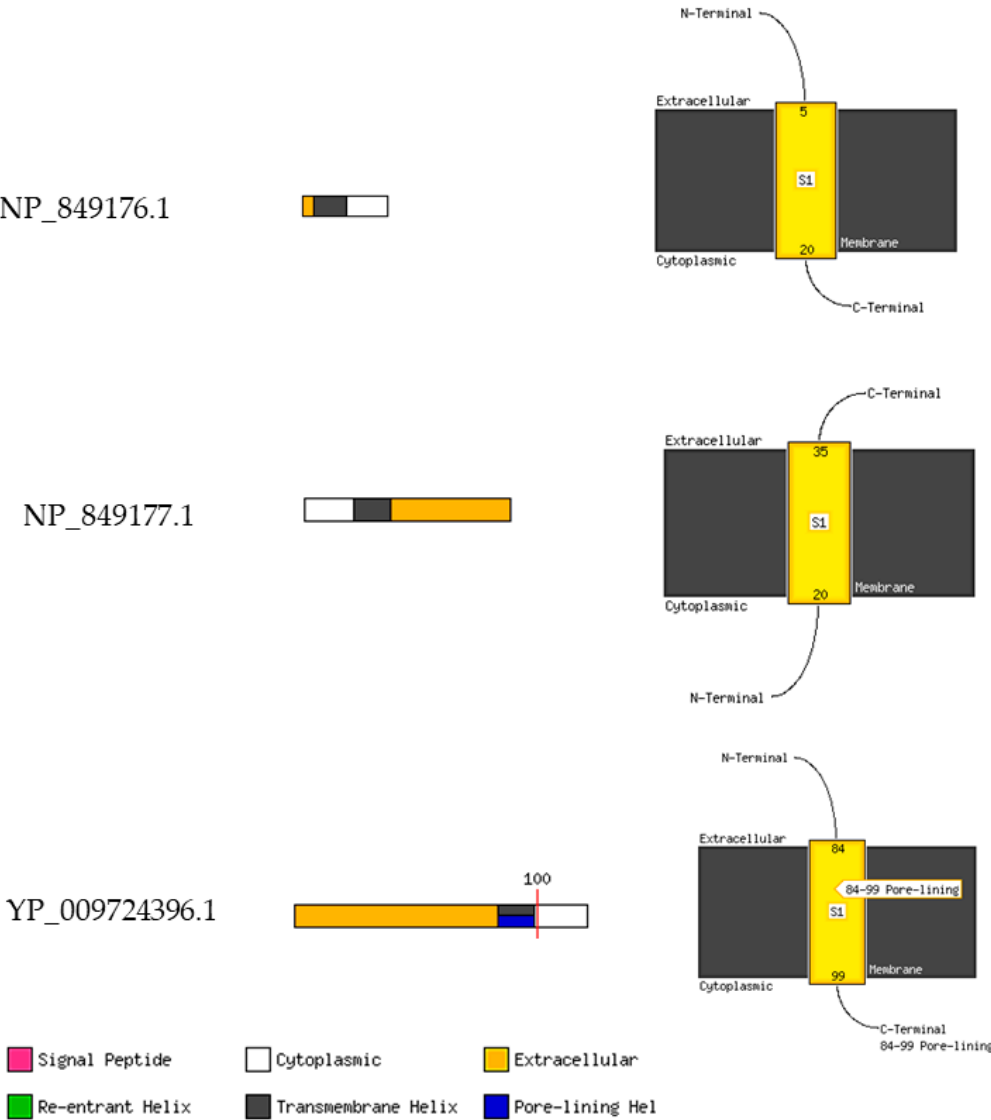 N-Terminal
Extracellular
5
NP_849176.1
S1
20
Membrane
Cytoplasmic
C-Terminal
C-Terminal
Extracellular
35
NP_849177.1
S1
20
Membrane
Cytoplasmic
N-Terminal
N-Terminal
Extracellular
84
100
84-99 Pore-lining
YP_009724396.1
S1
99
Membrane
Cytoplasmic
C-Terminal
84-99 Pore-lining
Signal Peptide
Cytoplasmic
Extracellular
Re-entrant Helix
Transmembrane Helix
Pore-lining Hel